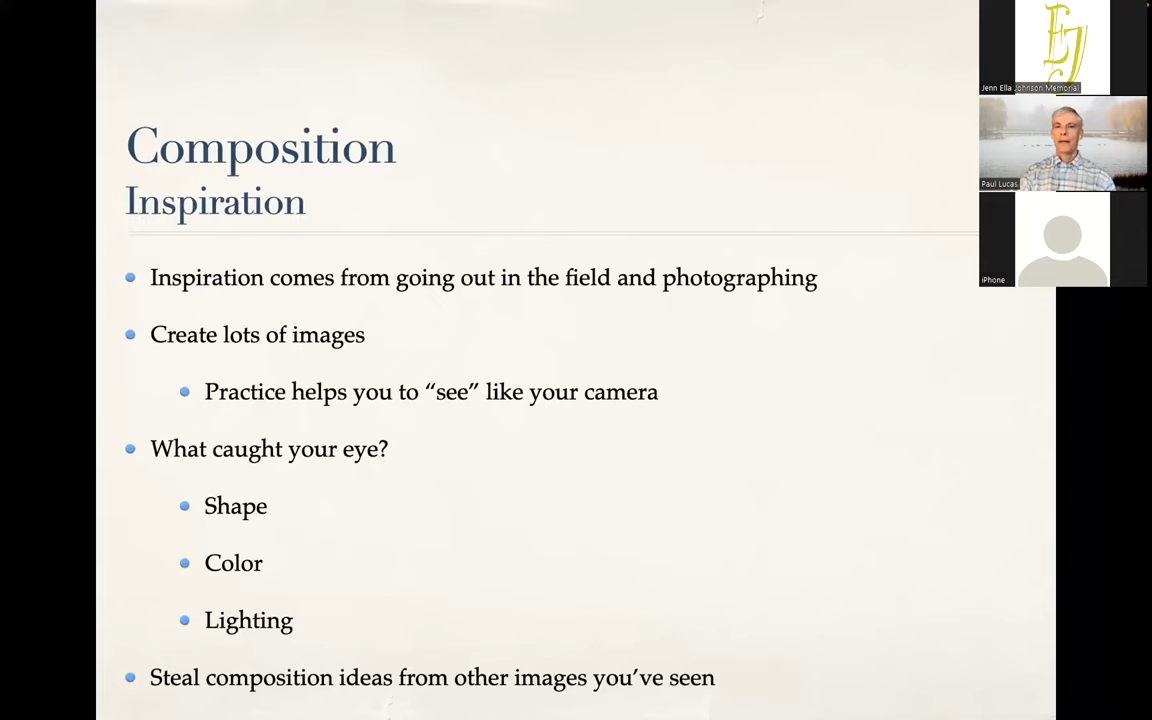 Composition
Inspiration
Inspiration comes from going out in the field and photographing
Create lots of images
Practice helps you to “see” like your camera
What caught your eye?
Shape
Color
Lighting
Steal composition ideas from other images you’ve seen
EJ
Jenn Ella Johnson Memorial
Paul Lucas
iPhone